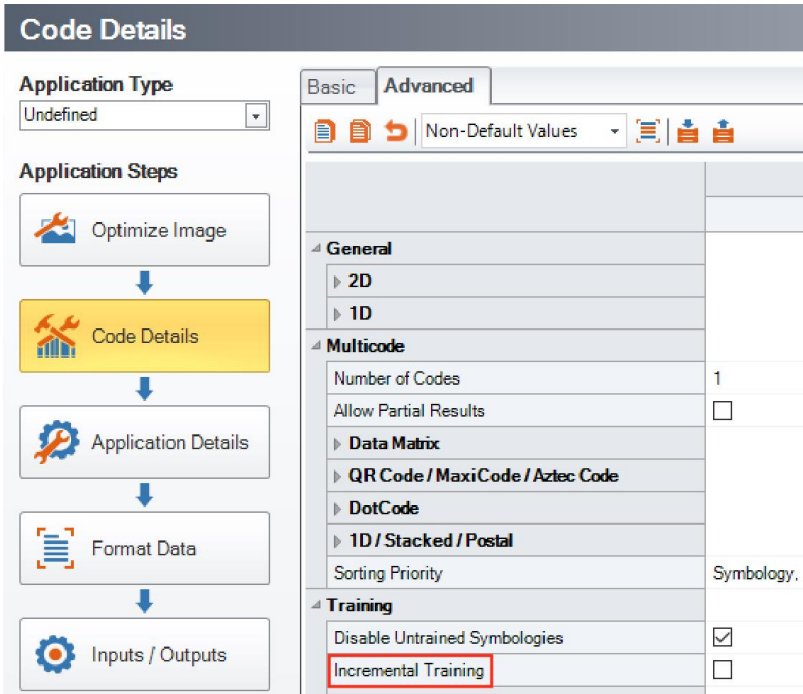 Code Details
Application Type
Undefined
Application Steps
Optimize Image
Code Details
Application Details
Format Data
Inputs / Outputs
Basic
Advanced
Non-Default Values
General
2D
1D
Multicode
Number of Codes 1
Allow Partial Results
Data Matrix
QR Code / MaxiCode / Aztec Code
DotCode
1D / Stacked / Postal
Sorting Priority Symbology,
Training
Disable Untrained Symbologies
Incremental Training